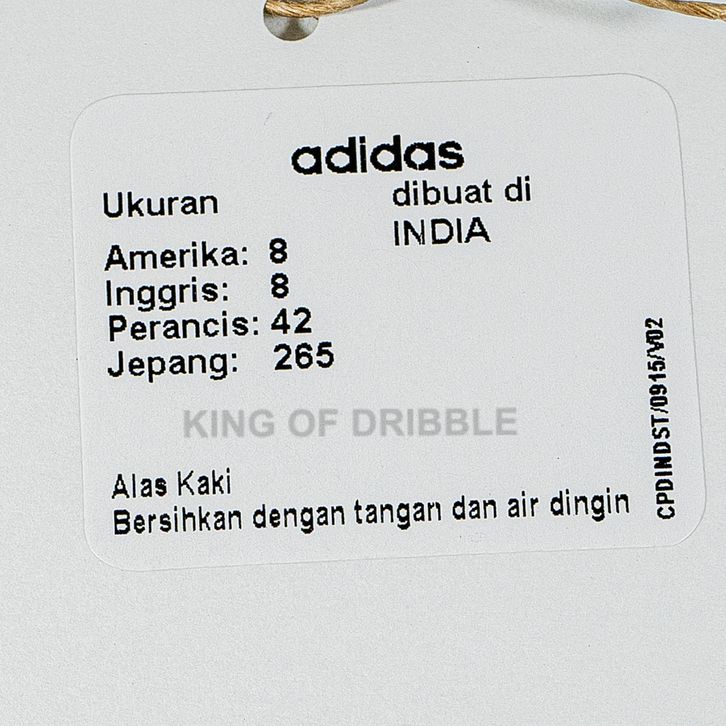 adidas
Ukuran
dibuat di
INDIA
Amerika: 8
Inggris: 8
Perancis: 42
Jepang: 265
KING OF DRIBBLE
Alas Kaki
Bersihkan dengan tangan dan air dingin
CPDINDST/0915/V02